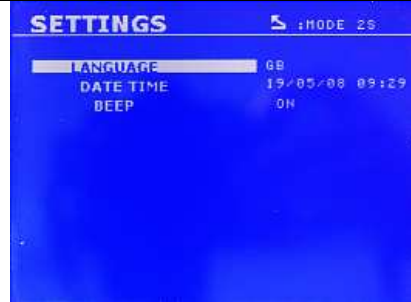 SETTINGS :MODE 2S
LANGUAGE GB
DATE TIME 19/05/08 09:29
BEEP ON